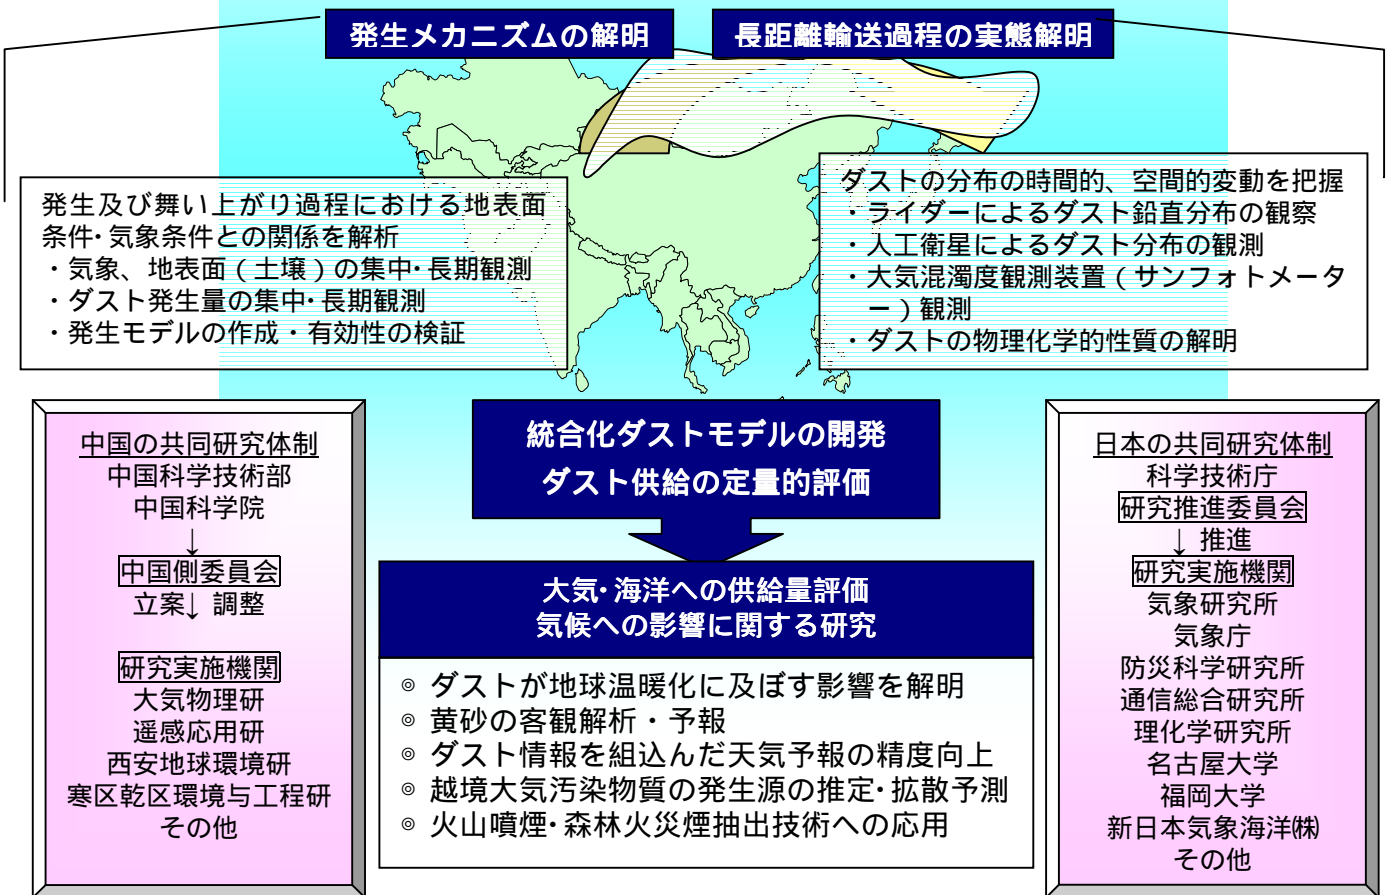 発生メカニズムの解明
長距離輸送過程の実態解明
発生及び舞い上がり過程における地表面
条件・気象条件との関係を解析
・気象、地表面(土壌)の集中・長期観測
・ダスト発生量の集中・長期観測
・発生モデルの作成・有効性の検証
ダストの分布の時間的、空間的変動を把握
・ライダーによるダスト鉛直分布の観察
・人工衛星によるダスト分布の観測
・大気混濁度観測装置(サンフォトメータ
ー)観測
・ダストの物理化学的性質の解明
中国の共同研究体制
中国科学技術部
中国科学院
↓
中国側委員会
立案↓ 調整
研究実施機関
大気物理研
遥感応用研
西安地球環境研
寒区乾区環境与工程研
その他
統合化ダストモデルの開発
ダスト供給の定量的評価
大気・海洋への供給量評価
気候への影響に関する研究
◎ ダストが地球温暖化に及ぼす影響を解明
◎ 黄砂の客観解析・予報
◎ ダスト情報を組込んだ天気予報の精度向上
◎ 越境大気汚染物質の発生源の推定・拡散予測
◎ 火山噴煙・森林火災煙抽出技術への応用
日本の共同研究体制
科学技術庁
研究推進委員会
↓ 推進
研究実施機関
気象研究所
気象庁
防災科学研究所
通信総合研究所
理化学研究所
名古屋大学
福岡大学
新日本気象海洋㈱
その他